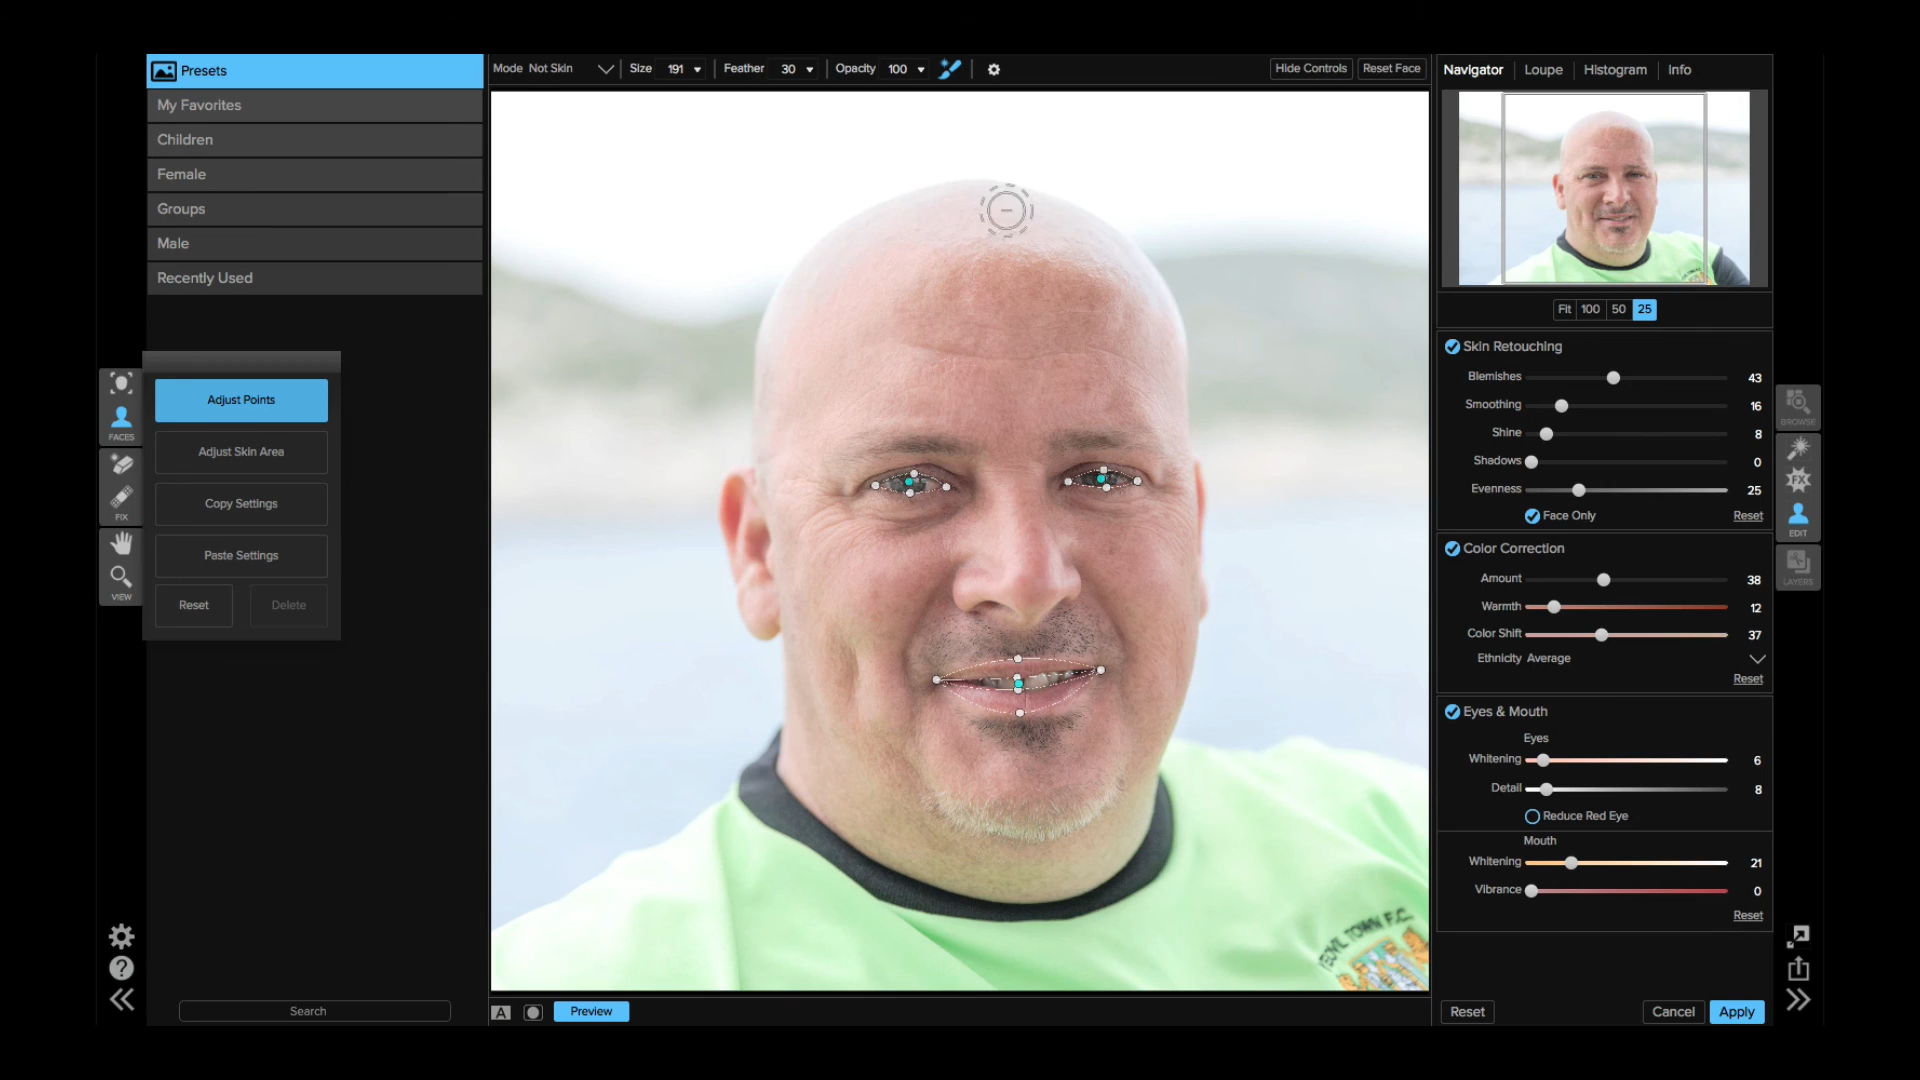 Presets
My Favorites
Children
Female
Groups
Male
Recently Used
Adjust Points
Adjust Skin Area
Copy Settings
Paste Settings
Reset Delete
FACES
FIX
VIEW
Search
Mode Not Skin Size 191 Feather 30 Opacity 100
Hide Controls Reset Face
YEOVIL TOWN F.C.
A Preview
Navigator Loupe Histogram Info
Fit 100 50 25
Skin Retouching
Blemishes 43
Smoothing 16
Shine 8
Shadows 0
Evenness 25
Face Only Reset
Color Correction
Amount 38
Warmth 12
Color Shift 37
Ethnicity Average
Reset
Eyes & Mouth
Eyes
Whitening 6
Detail 8
Reduce Red Eye
Mouth
Whitening 21
Vibrance 0
Reset
Reset Cancel Apply
BROWSE
FX
EDIT
LAYERS